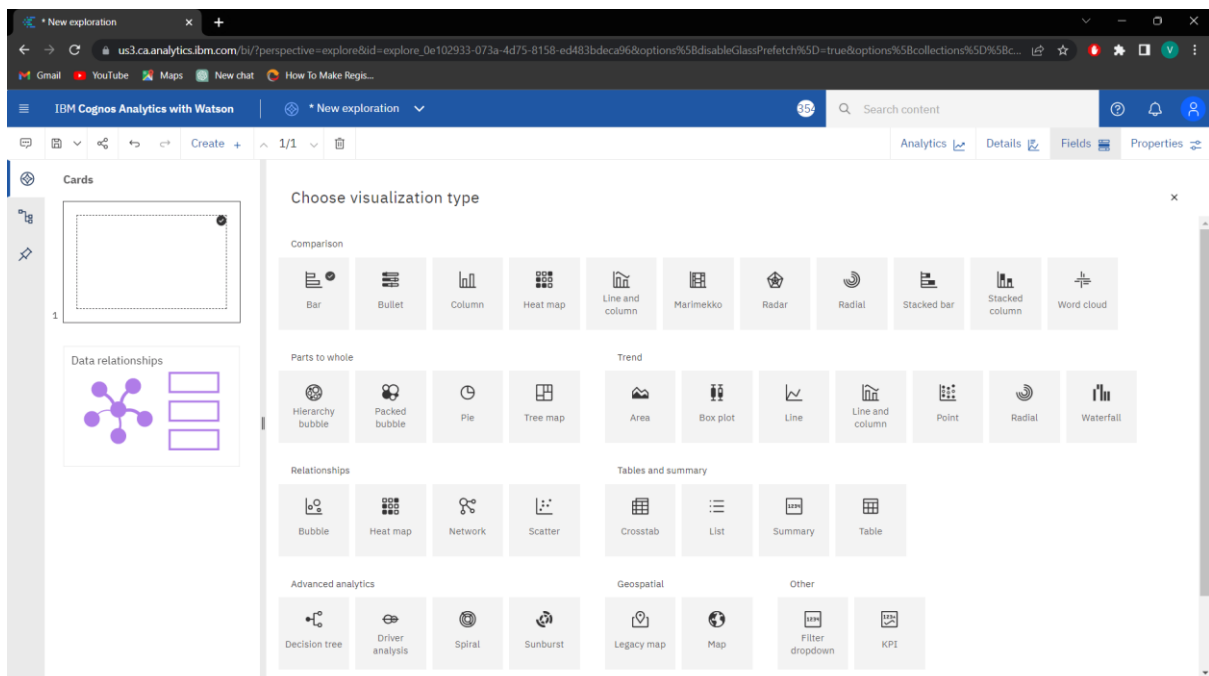 * New exploration
us3.ca.analytics.ibm.com/bi/?perspective=explore&id=explore_0e102933-073a-4d75-8158-ed483bdeca96&options%5BdisableGlassPrefetch%5D=true&options%5Bcollections%5D%5Bc...
V
Gmail YouTube Maps New chat How To Make Regis...
IBM Cognos Analytics with Watson * New exploration 354 Search content
Create + 1/1 Analytics Details Fields Properties
Cards
1
Data relationships
Choose visualization type
Comparison
Bar Bullet Column Heat map Line and column Marimekko Radar Radial Stacked bar Stacked column Word cloud
Parts to whole Trend
Hierarchy bubble Packed bubble Pie Tree map Area Box plot Line Line and column Point Radial Waterfall
Relationships Tables and summary
Bubble Heat map Network Scatter Crosstab List Summary Table
Advanced analytics Geospatial Other
Decision tree Driver analysis Spiral Sunburst Legacy map Map Filter dropdown KPI